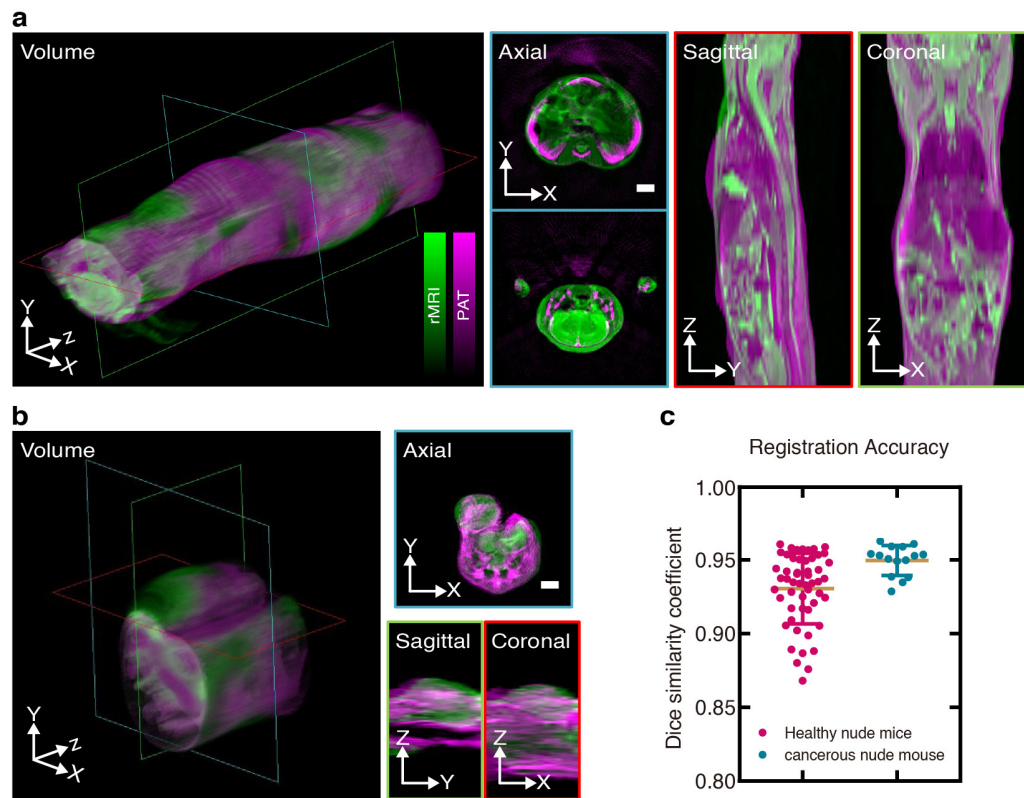 a
Volume
rMRI
PAT
Y
z
X
Axial
Y
X
Sagittal
Z
Y
Coronal
Z
X
b
Volume
Y
z
X
Axial
Y
X
Sagittal
Z
Y
Coronal
Z
X
c
Registration Accuracy
Dice similarity coefficient
1.00
0.95
0.90
0.85
0.80
Healthy nude mice
cancerous nude mouse